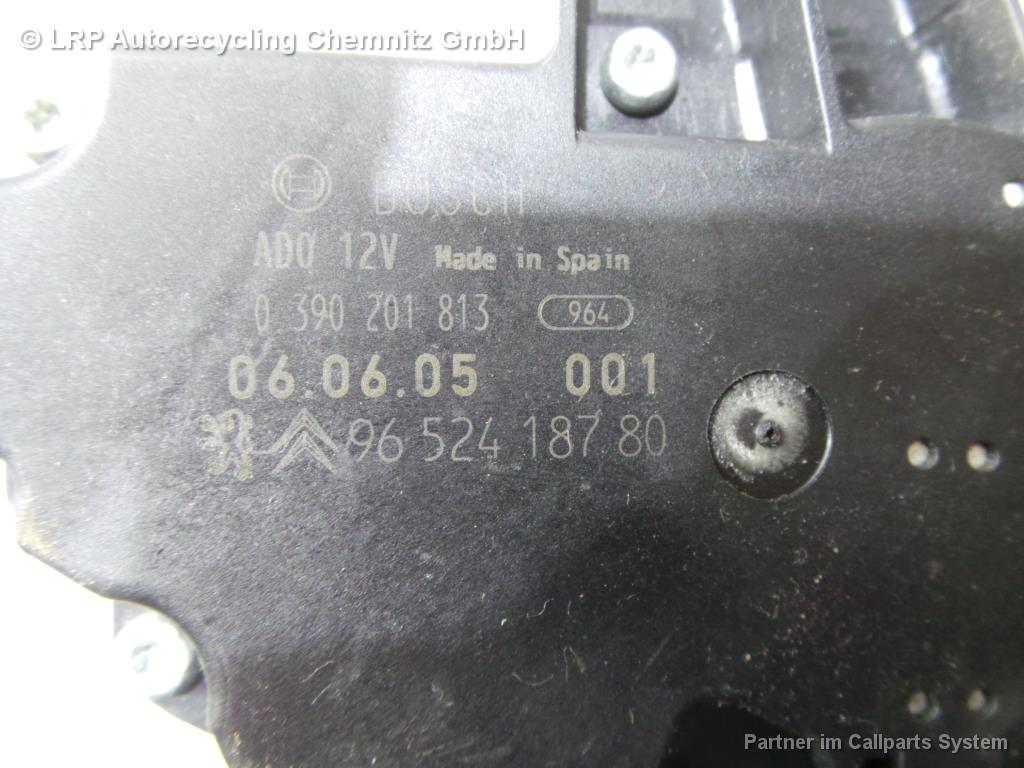 © LRP Autorecycling Chemnitz GmbH
BOSCH
ADO 12V Made in Spain
0 390 201 813 964
06.06.05 001
96 524 187 80
Partner im Callparts System